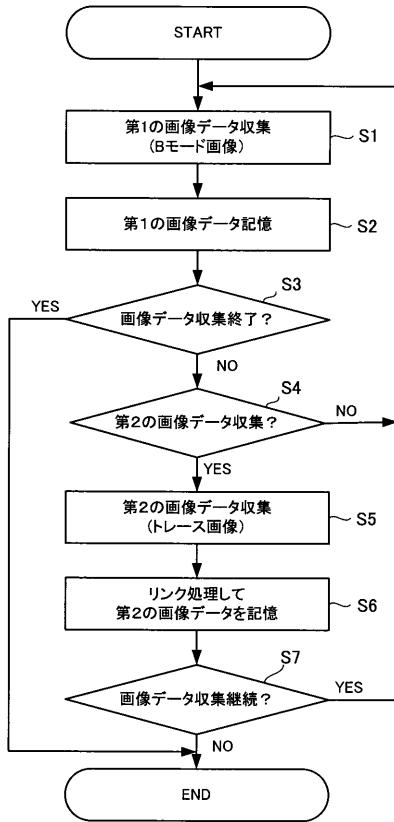 START
第1の画像データ収集
(Bモード画像)
S1
第1の画像データ記憶
S2
S3
YES
画像データ収集終了?
NO
S4
第2の画像データ収集?
NO
YES
第2の画像データ収集
(トレース画像)
S5
リンク処理して
第2の画像データを記憶
S6
S7
画像データ収集継続?
YES
NO
END